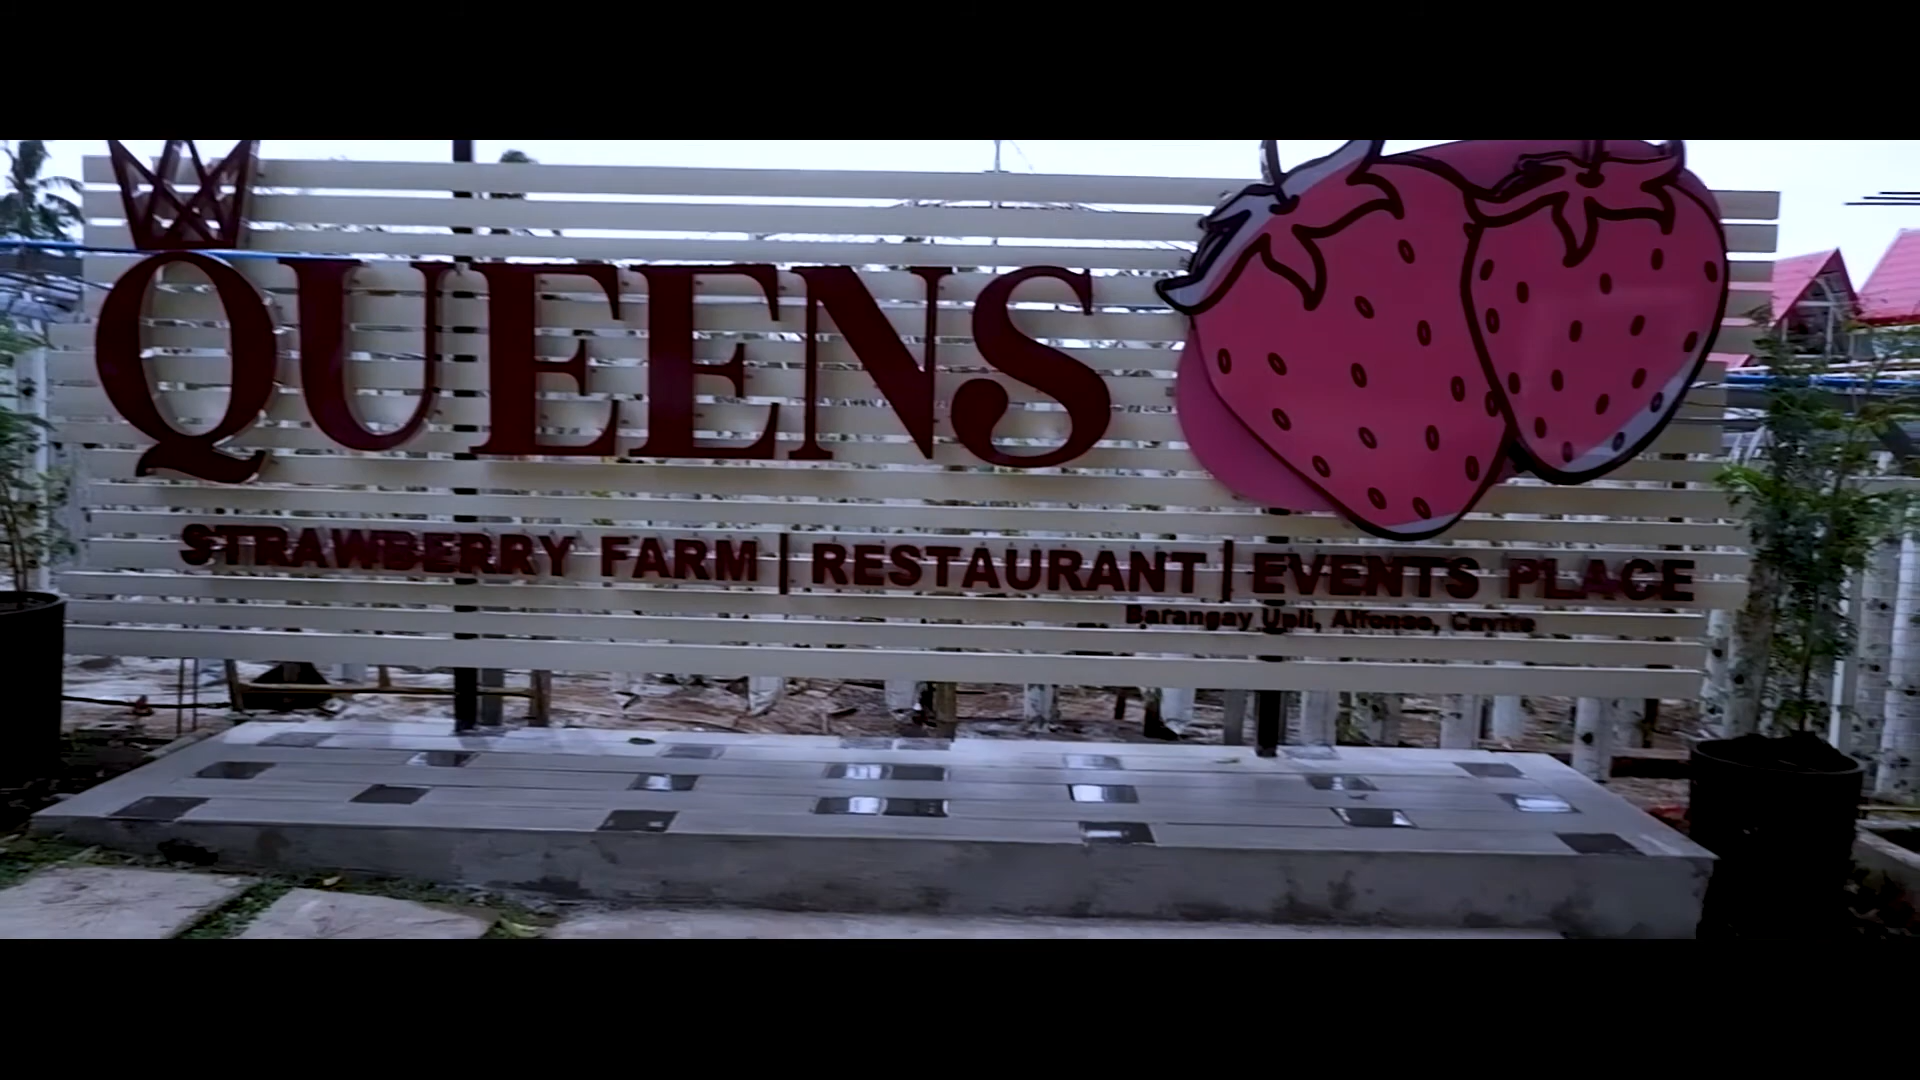 QUEENS
STRAWBERRY FARM | RESTAURANT | EVENTS PLACE
Barangay Upli, Alfonso, Cavite